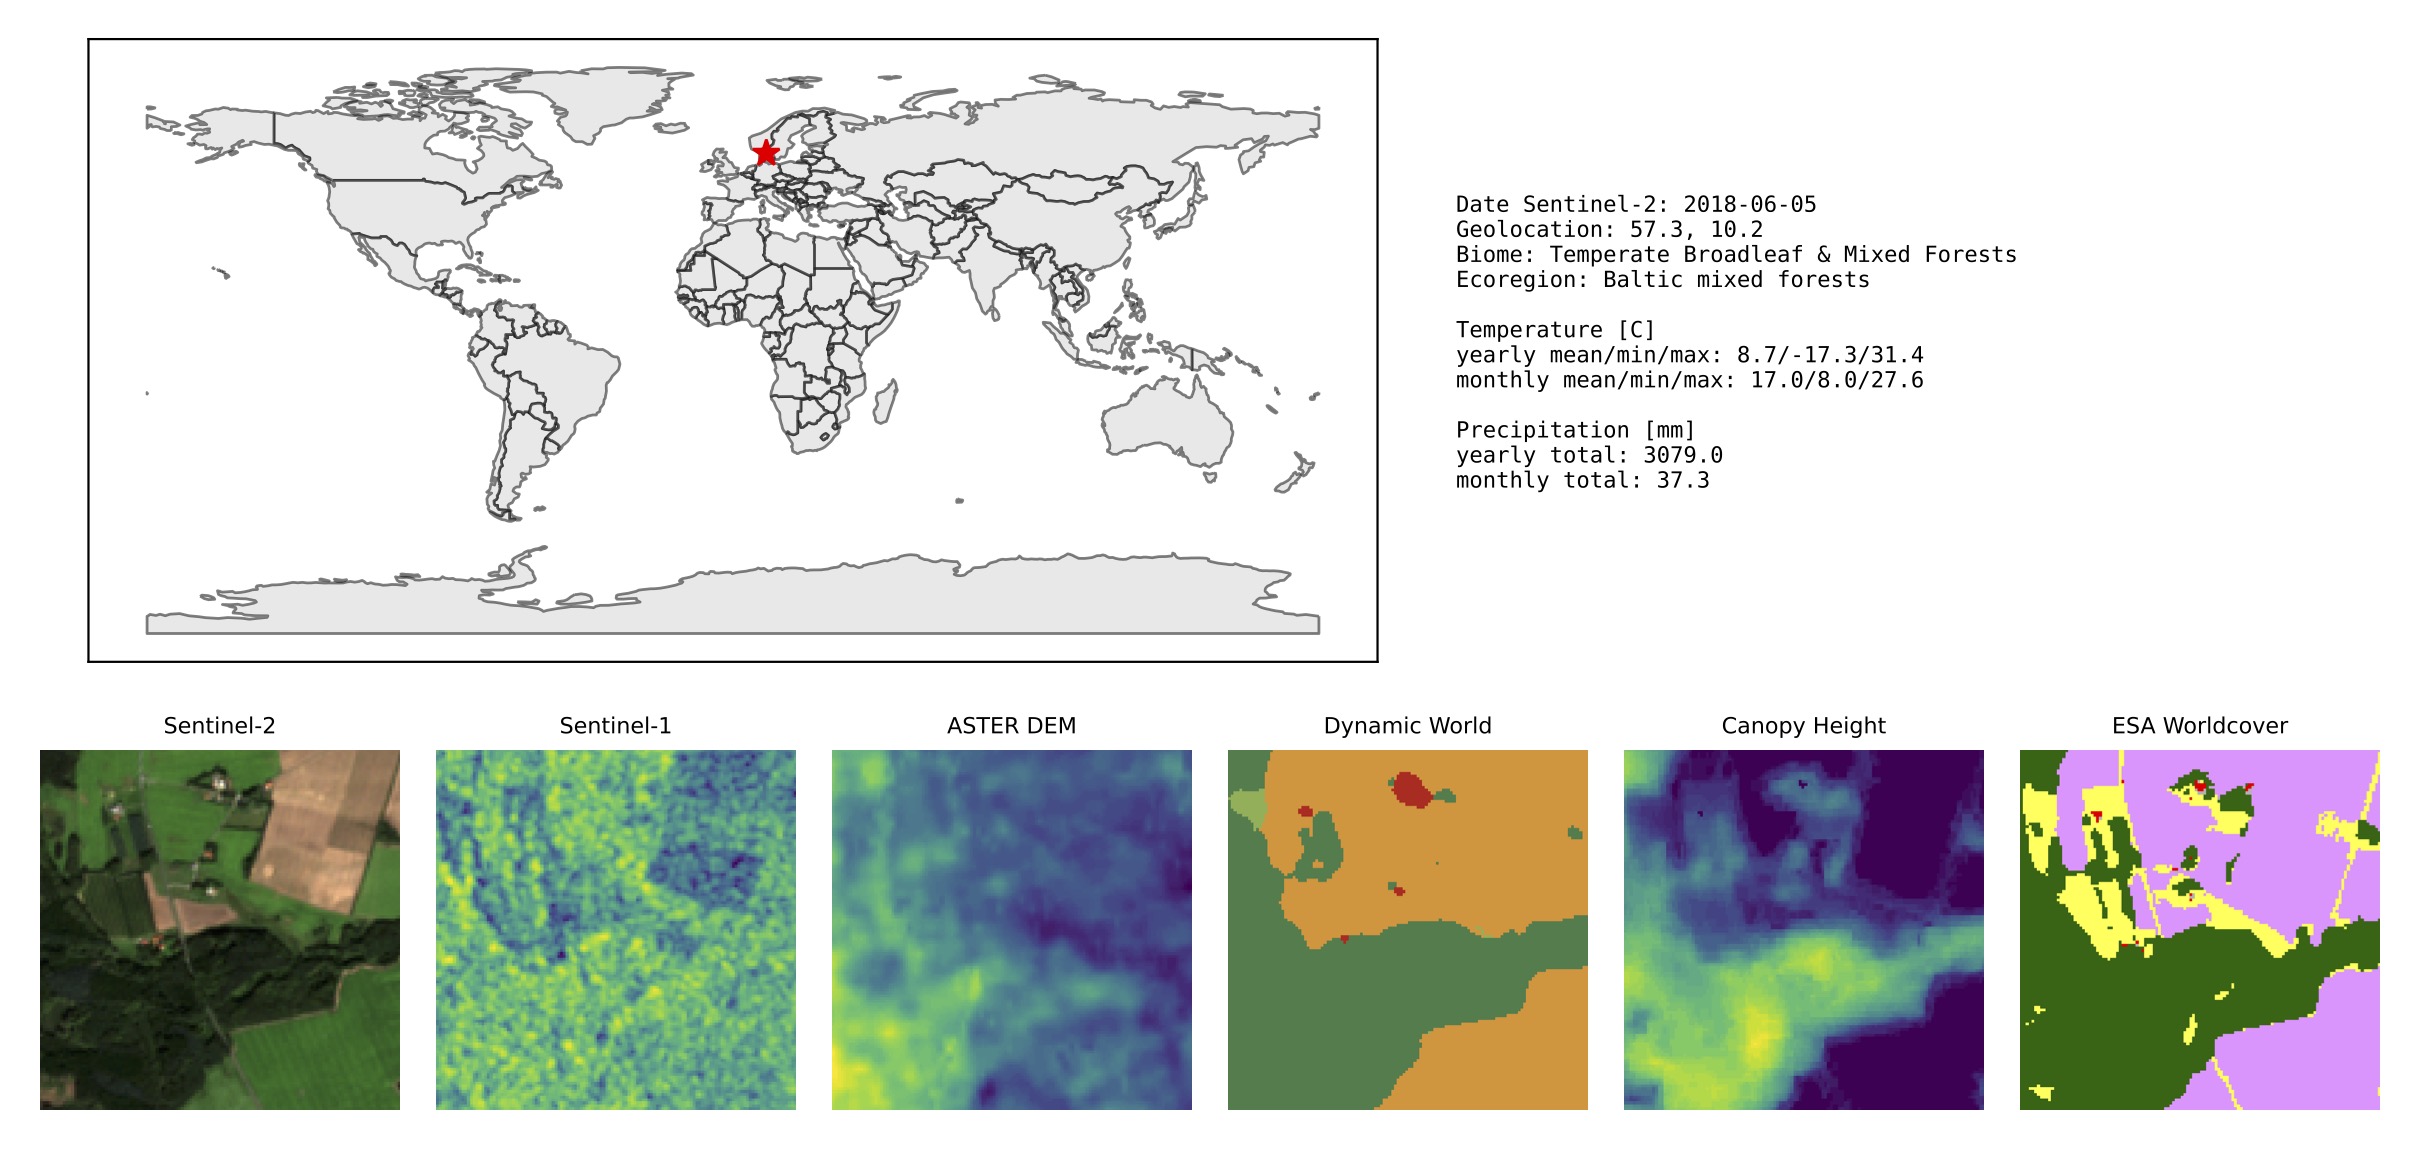 Date Sentinel-2: 2018-06-05
Geolocation: 57.3, 10.2
Biome: Temperate Broadleaf & Mixed Forests
Ecoregion: Baltic mixed forests
Temperature [C]
yearly mean/min/max: 8.7/-17.3/31.4
monthly mean/min/max: 17.0/8.0/27.6
Precipitation [mm]
yearly total: 3079.0
monthly total: 37.3
Sentinel-2
Sentinel-1
ASTER DEM
Dynamic World
Canopy Height
ESA Worldcover